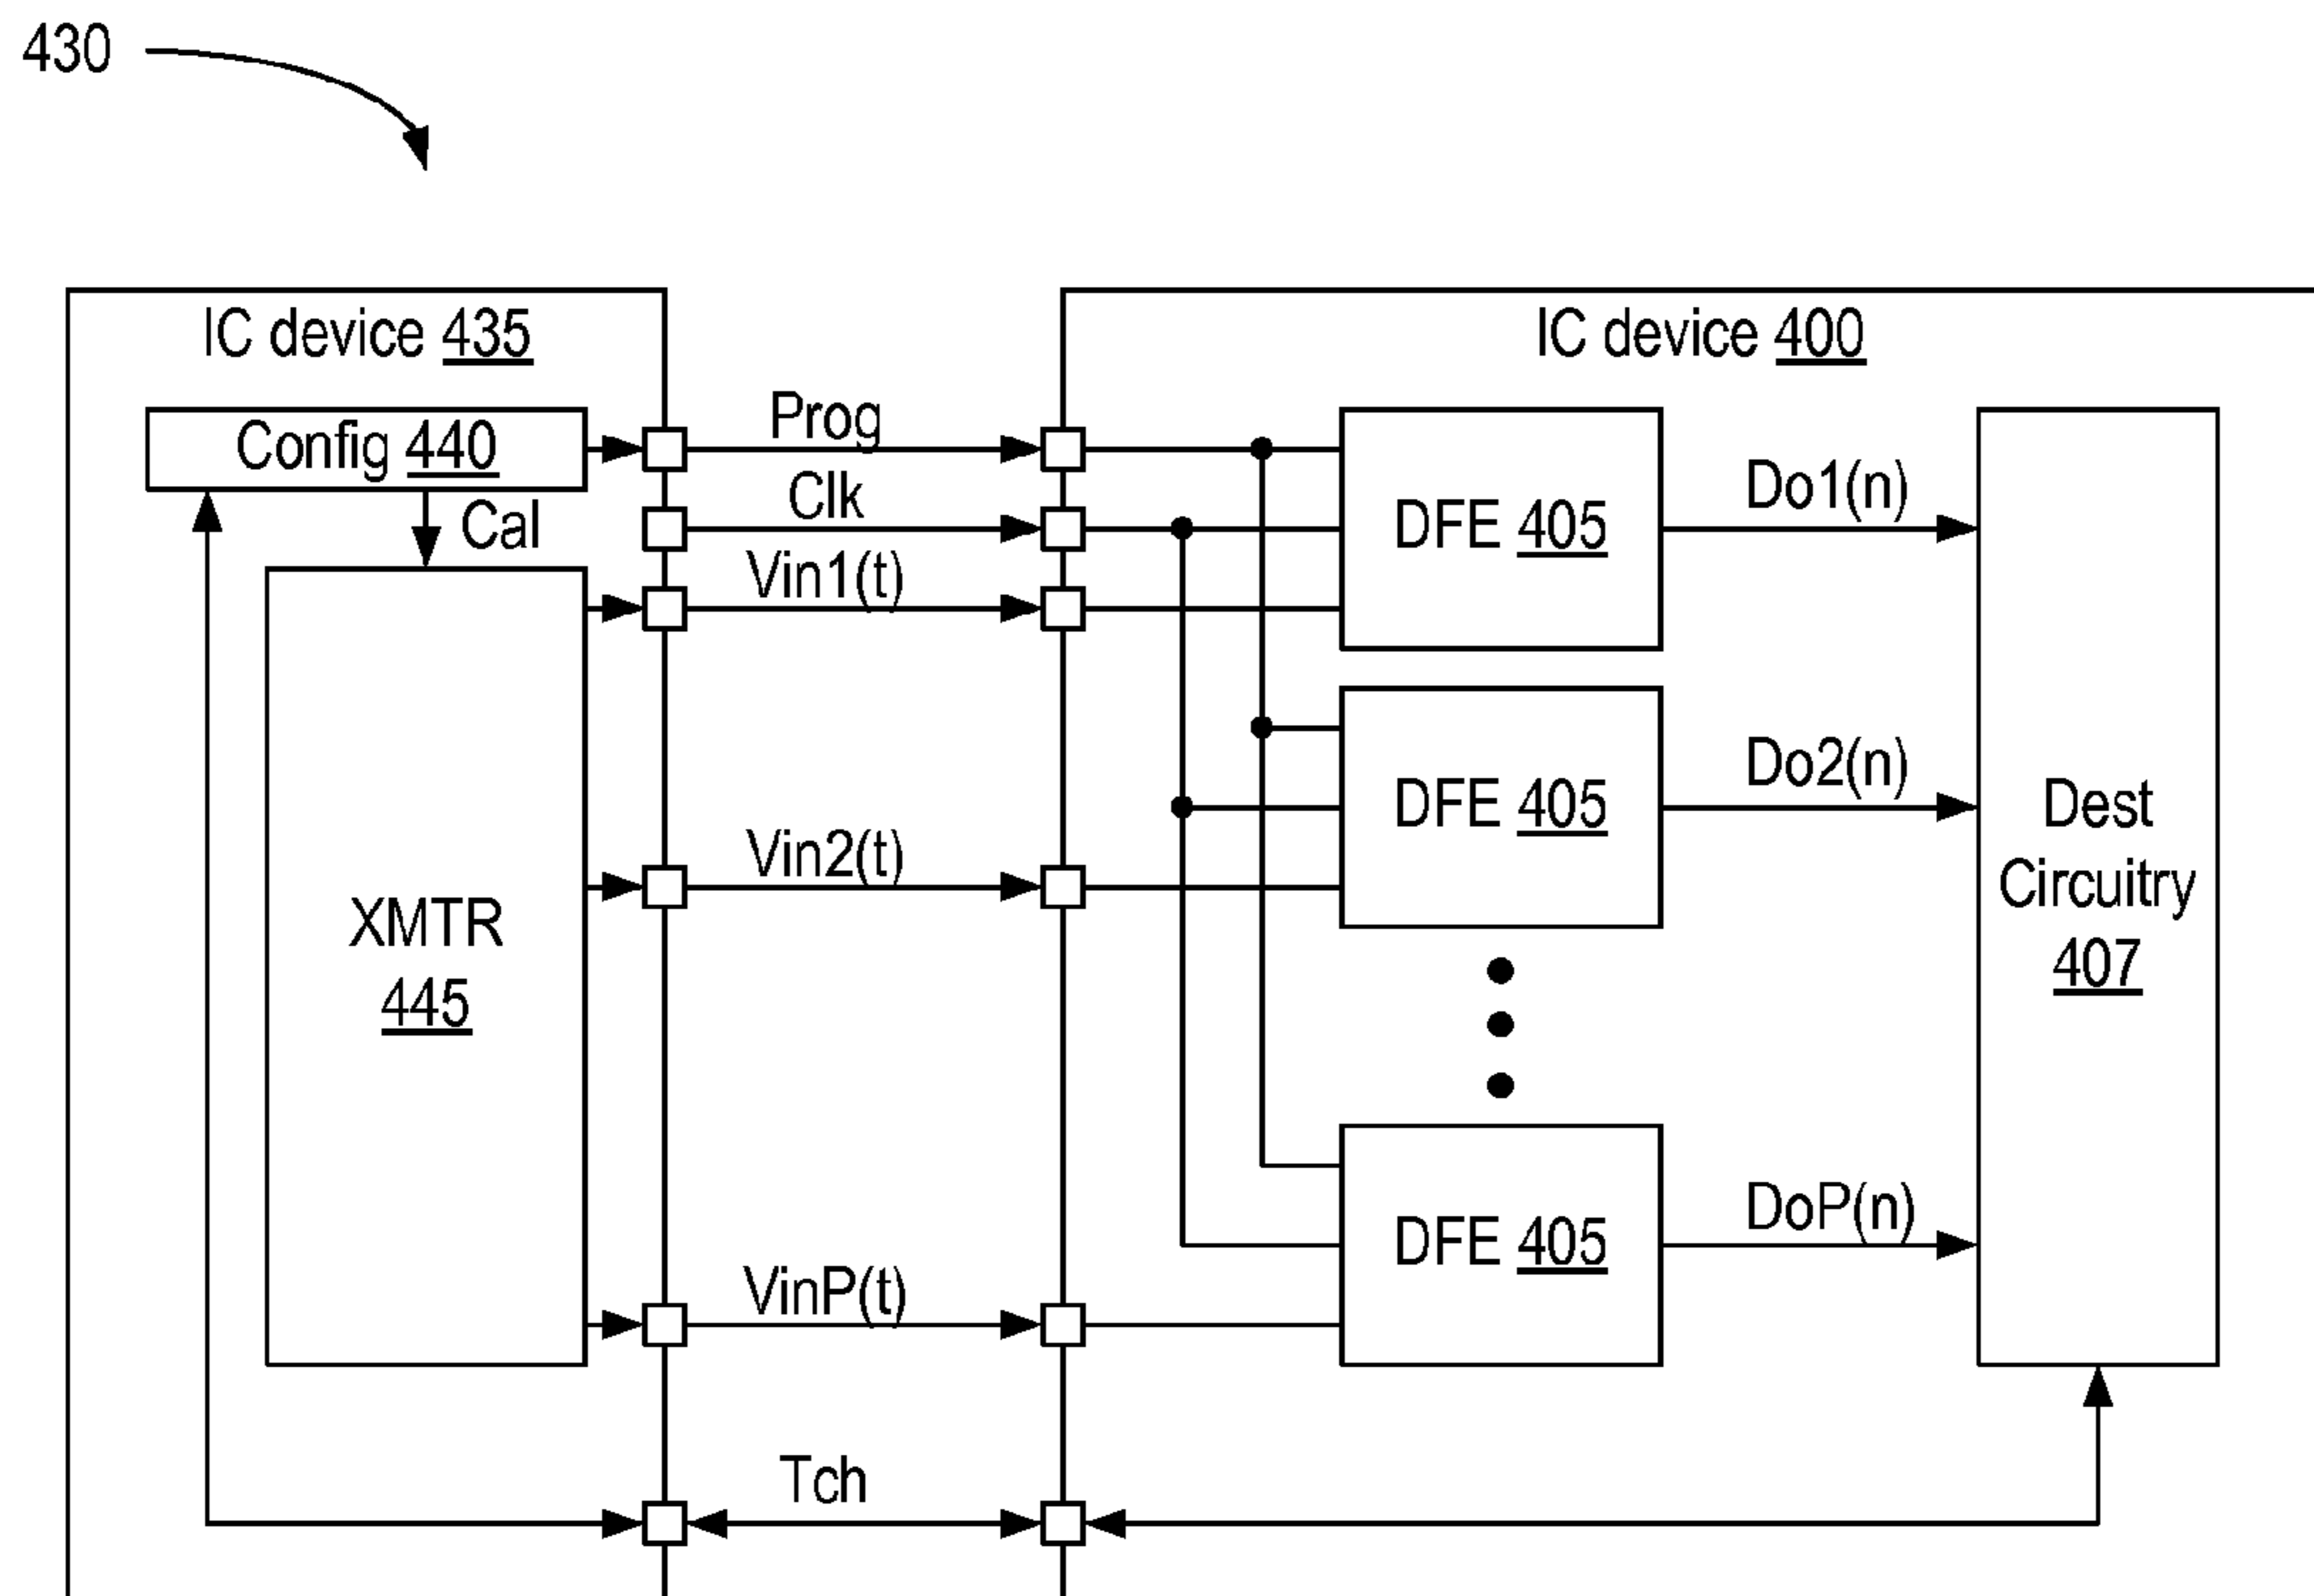 430
IC device 435
IC device 400
Config 440
Prog
Cal
Clk
Vin1(t)
DFE 405
Do1(n)
XMTR
445
Vin2(t)
DFE 405
Do2(n)
Dest
Circuitry
407
VinP(t)
DFE 405
DoP(n)
Tch